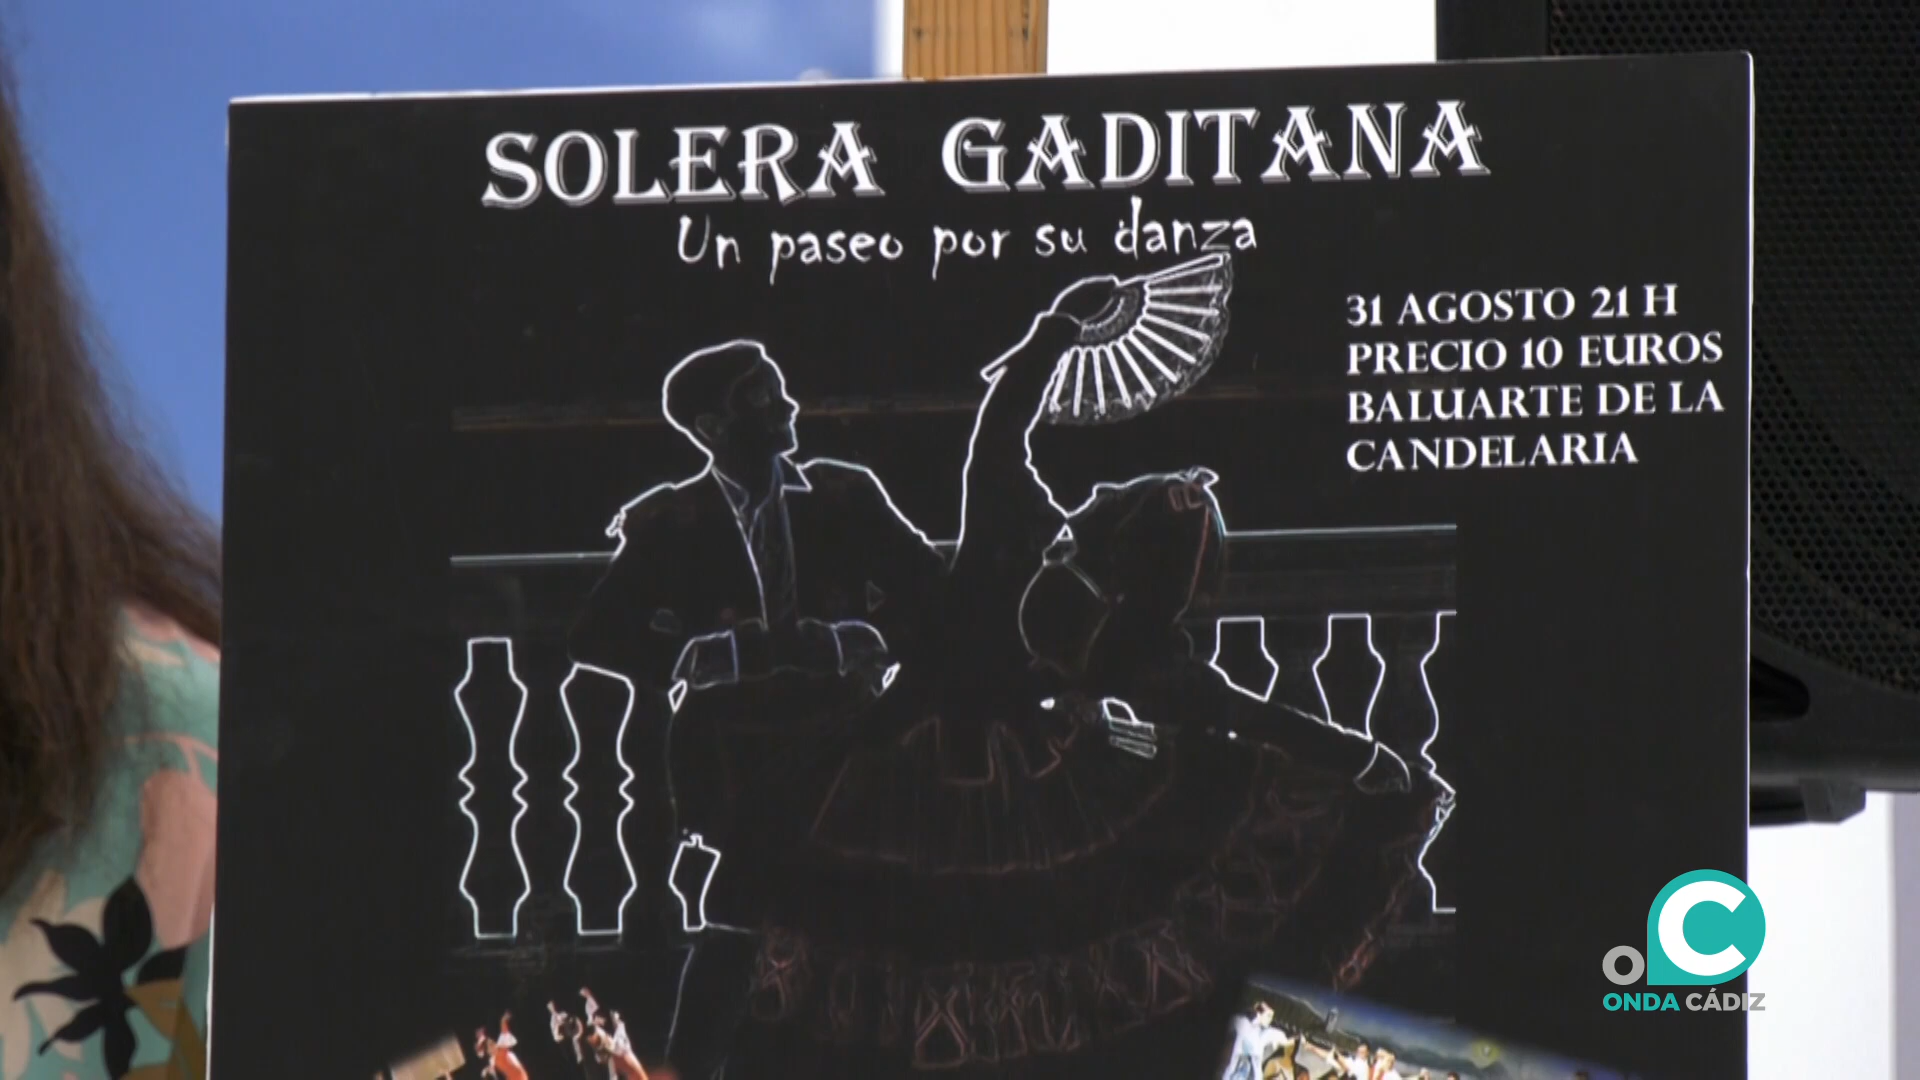 SOLERA GADITANA
Un paseo por su danza
31 AGOSTO 21 H
PRECIO 10 EUROS
BALUARTE DE LA
CANDELARIA
OC
ONDA CÁDIZ